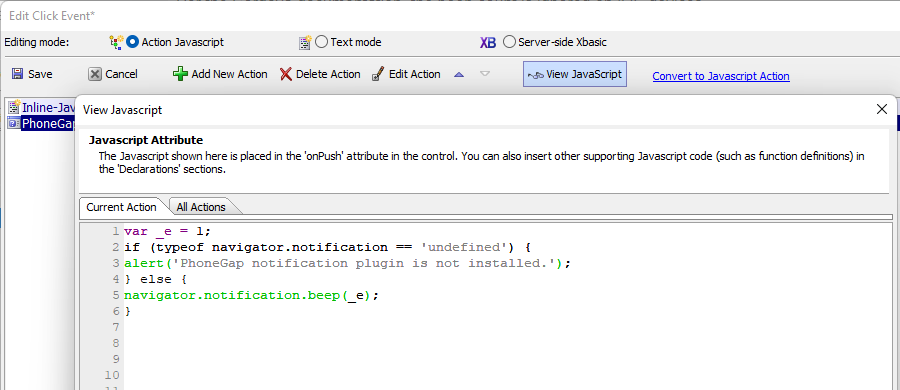 Edit Click Event*
Editing mode: Action Javascript Text mode XB Server-side Xbasic
Save Cancel Add New Action Delete Action Edit Action View JavaScript Convert to Javascript Action
Inline-Jav
PhoneGap
View Javascript
Javascript Attribute
The Javascript shown here is placed in the 'onPush' attribute in the control. You can also insert other supporting Javascript code (such as function definitions) in
the 'Declarations' sections.
Current Action All Actions
1 var _e = 1;
2 if (typeof navigator.notification == 'undefined') {
3 alert('PhoneGap notification plugin is not installed.');
4 } else {
5 navigator.notification.beep(_e);
6 }
7
8
9
10
11